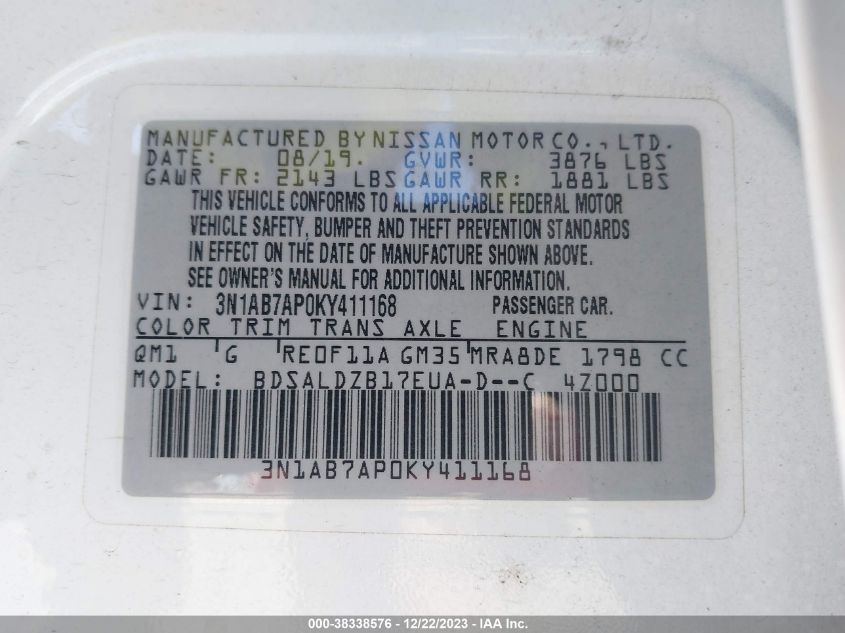 MANUFACTURED BY NISSAN MOTOR CO., LTD.
DATE: 08/19. GVWR: 3876 LBS
GAWR FR: 2143 LBS GAWR RR: 1881 LBS
THIS VEHICLE CONFORMS TO ALL APPLICABLE FEDERAL MOTOR
VEHICLE SAFETY, BUMPER AND THEFT PREVENTION STANDARDS
IN EFFECT ON THE DATE OF MANUFACTURE SHOWN ABOVE.
SEE OWNER'S MANUAL FOR ADDITIONAL INFORMATION.
VIN: 3N1AB7AP0KY411168 PASSENGER CAR.
COLOR TRIM TRANS AXLE ENGINE
QM1 G RE0F11A GM35 MRA8DE 1798 CC
MODEL: BDSALDZB17EUA-D--C 4Z000
3N1AB7AP0KY411168
000-38338576 - 12/22/2023 - IAA Inc.